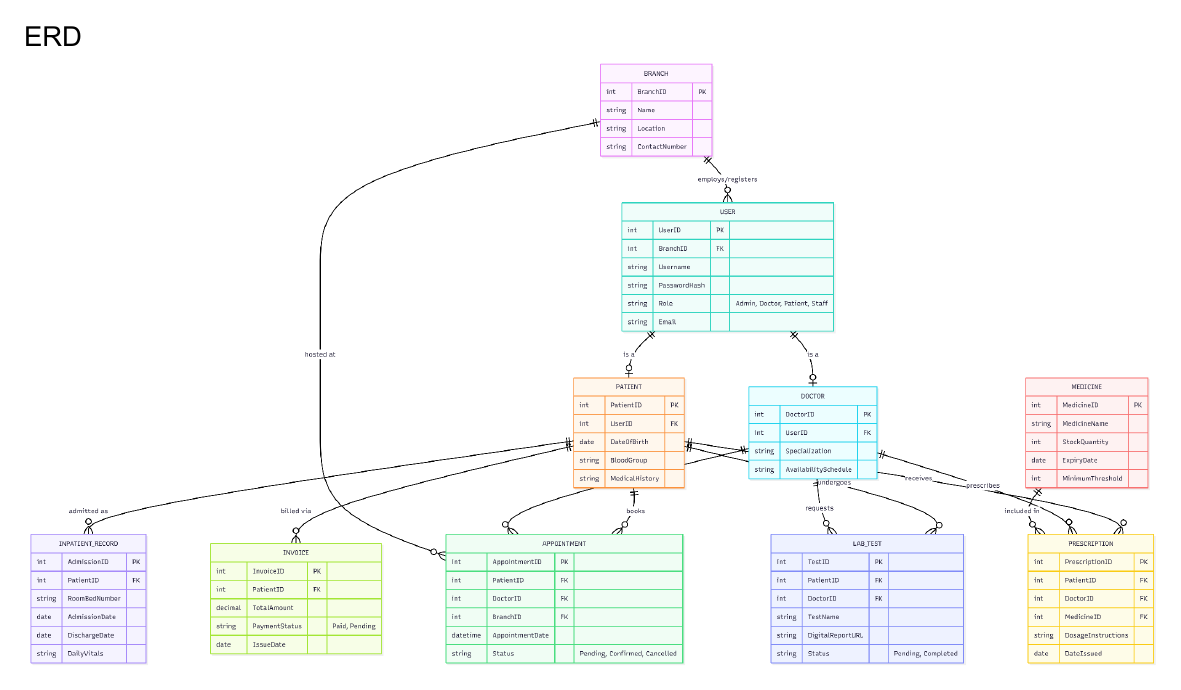 ERD
BRANCH
int BranchID PK
string Name
string Location
string ContactNumber
employs/registers
USER
int UserID PK
int BranchID FK
string Username
string PasswordHash
string Role Admin, Doctor, Patient, Staff
string Email
hosted at
is a
is a
PATIENT
int PatientID PK
int UserID FK
date DateOfBirth
string BloodGroup
string MedicalHistory
DOCTOR
int DoctorID PK
int UserID FK
string Specialization
string AvailabilitySchedule
MEDICINE
int MedicineID PK
string MedicineName
int StockQuantity
date ExpiryDate
int MinimumThreshold
admitted as
billed via
books
requests
undergoes
receives
prescribes
included in
INPATIENT_RECORD
int AdmissionID PK
int PatientID FK
string RoomBedNumber
date AdmissionDate
date DischargeDate
string DailyVitals
INVOICE
int InvoiceID PK
int PatientID FK
decimal TotalAmount
string PaymentStatus Paid, Pending
date IssueDate
APPOINTMENT
int AppointmentID PK
int PatientID FK
int DoctorID FK
int BranchID FK
datetime AppointmentDate
string Status Pending, Confirmed, Cancelled
LAB_TEST
int TestID PK
int PatientID FK
int DoctorID FK
string TestName
string DigitalReportURL
string Status Pending, Completed
PRESCRIPTION
int PrescriptionID PK
int PatientID FK
int DoctorID FK
int MedicineID FK
string DosageInstructions
date DateIssued